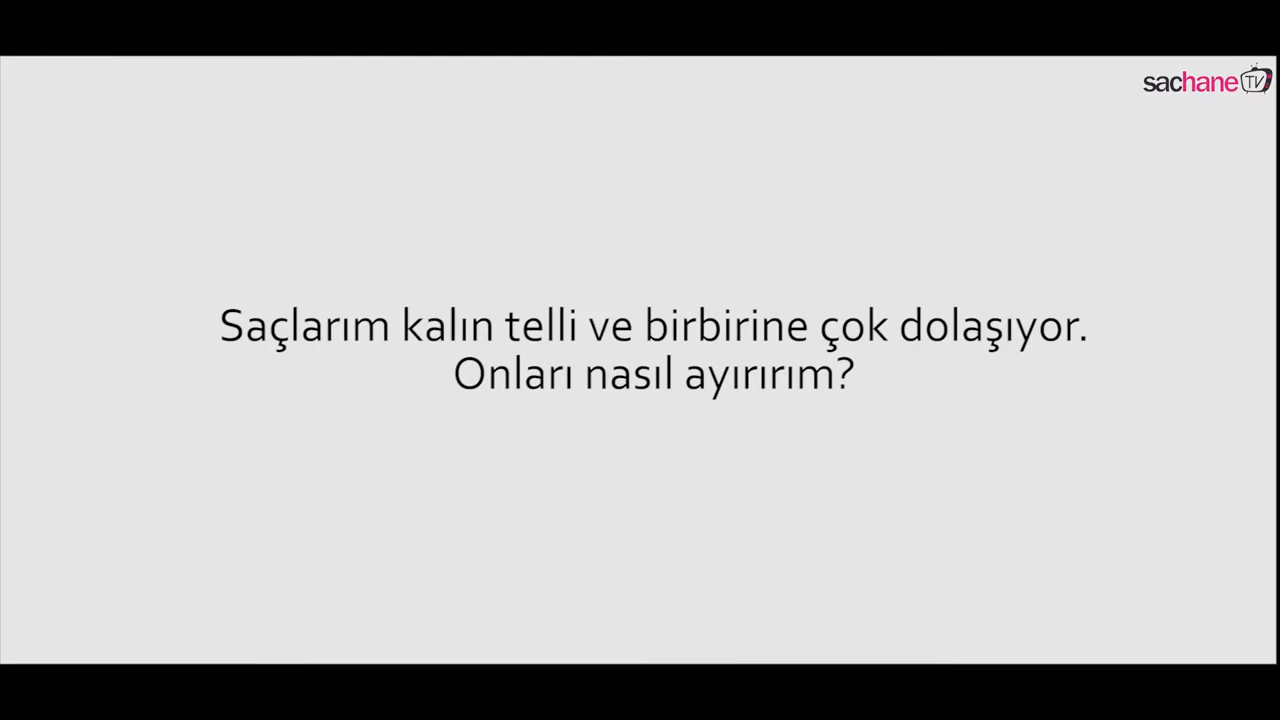 sachane TV
Saçlarım kalın telli ve birbirine çok dolaşıyor.
Onları nasıl ayırırım?